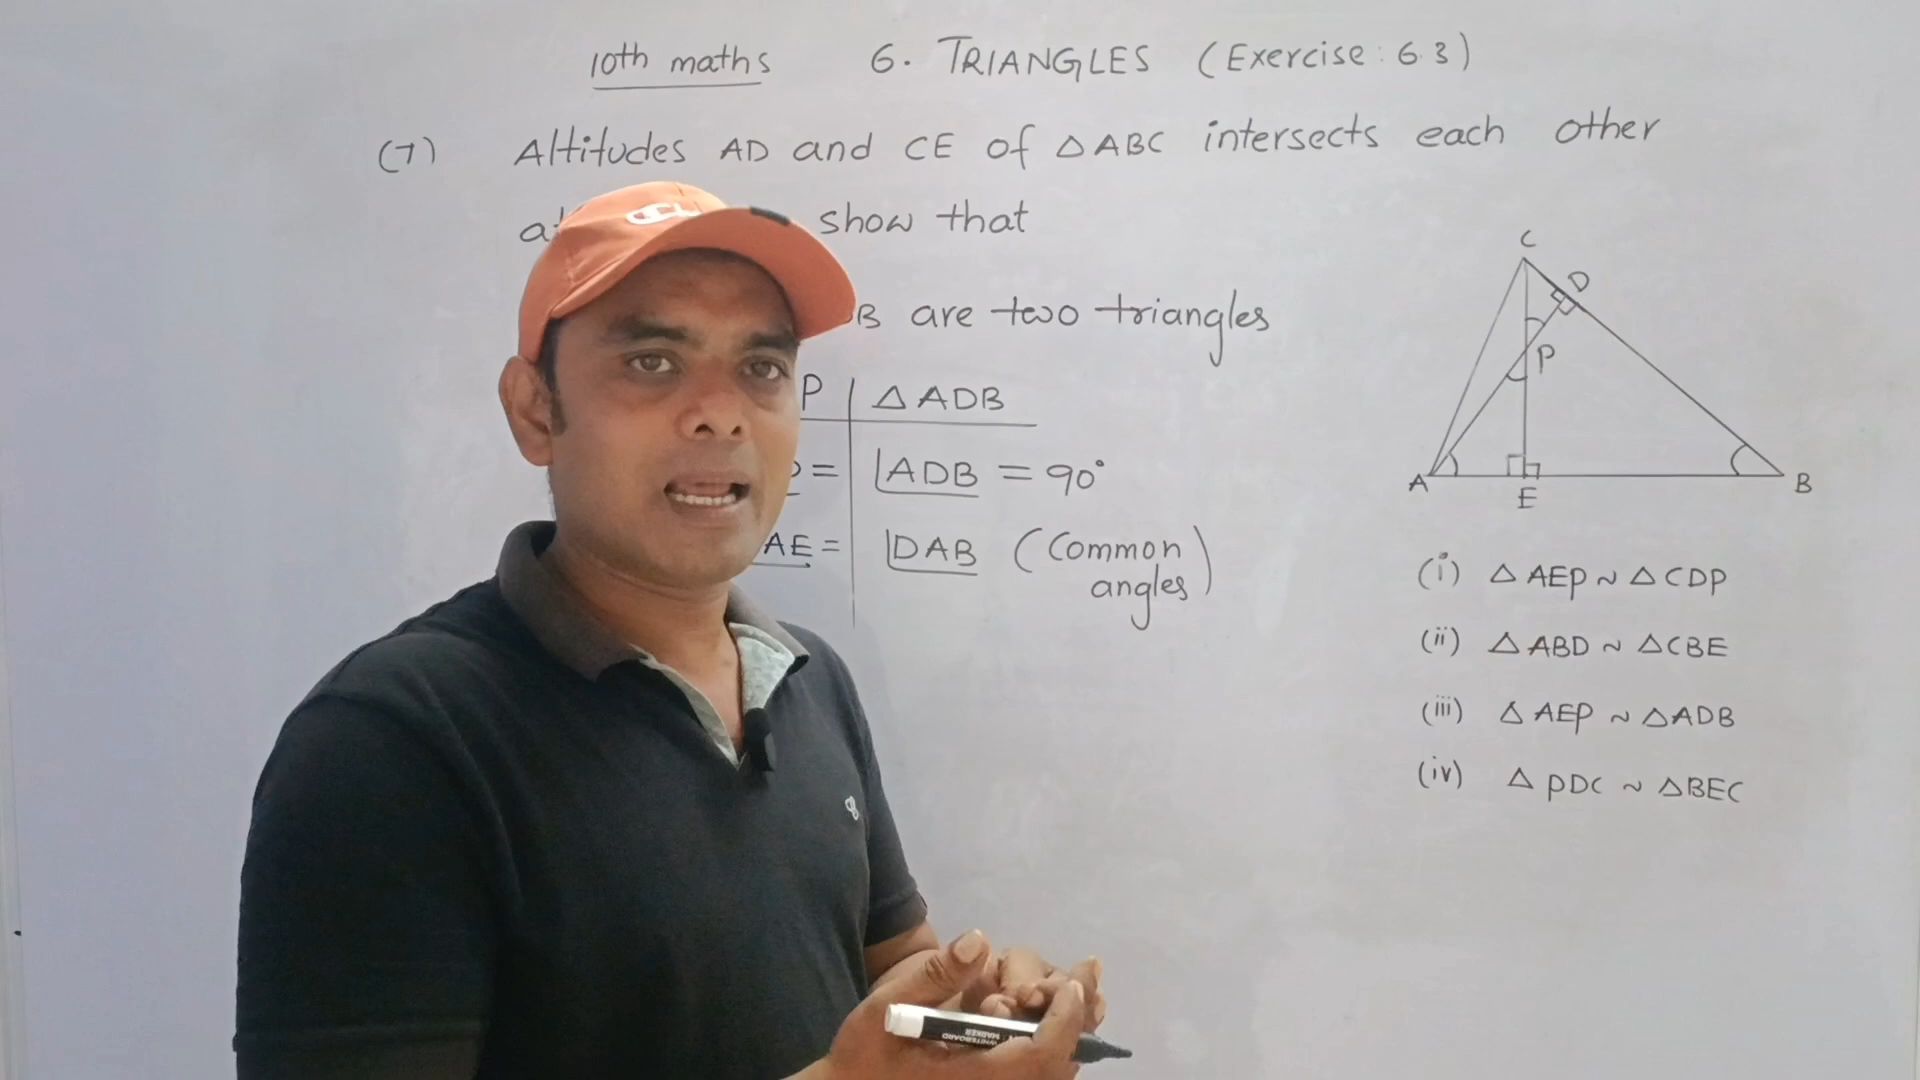 10th maths 6. TRIANGLES (Exercise: 6.3)
(7) Altitudes AD and CE of △ABC intersects each other
show that
B are two triangles
P | △ADB
= | ∠ADB = 90°
AE = | ∠DAB (Common angles)
C
D
P
A
E
B
(i) △AEP ~ △CDP
(ii) △ABD ~ △CBE
(iii) △AEP ~ △ADB
(iv) △PDC ~ △BEC
WHITEBOARD
MARKER